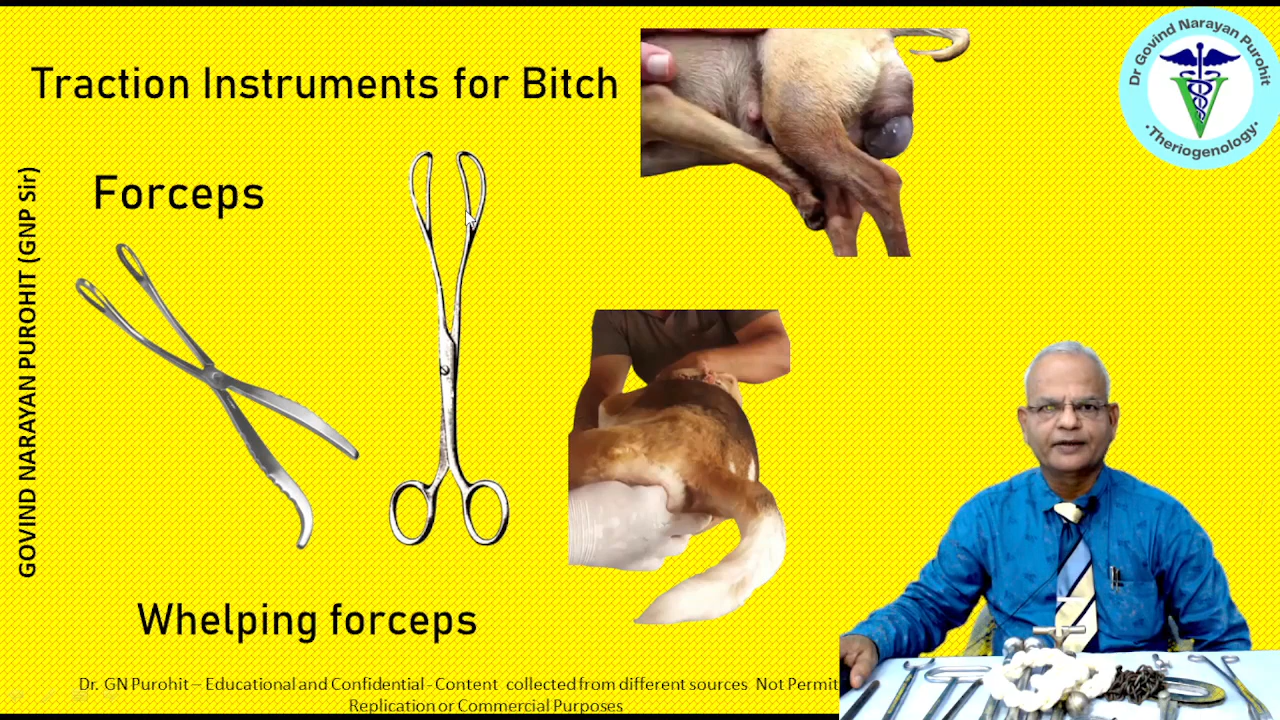 Traction Instruments for Bitch
Forceps
Whelping forceps
GOVIND NARAYAN PUROHIT (GNP Sir)
Dr Govind Narayan Purohit
•Theriogenology•
Dr. GN Purohit – Educational and Confidential - Content collected from different sources Not Permit
Replication or Commercial Purposes